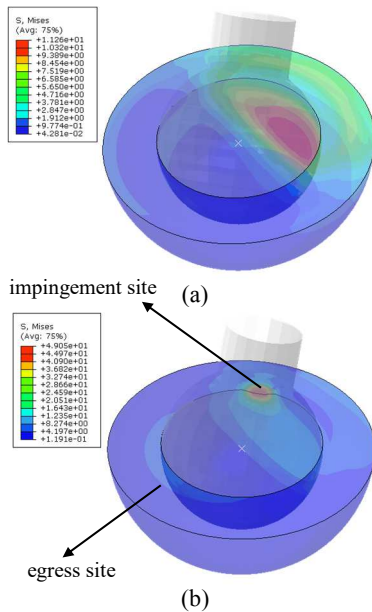 S, Mises
(Avg: 75%)
+1.126e+01
+1.032e+01
+9.389e+00
+8.454e+00
+7.519e+00
+6.585e+00
+5.650e+00
+4.716e+00
+3.781e+00
+2.847e+00
+1.912e+00
+9.774e-01
+4.281e-02
impingement site
(a)
S, Mises
(Avg: 75%)
+4.905e+01
+4.497e+01
+4.090e+01
+3.682e+01
+3.274e+01
+2.866e+01
+2.459e+01
+2.051e+01
+1.643e+01
+1.235e+01
+8.274e+00
+4.197e+00
+1.191e-01
egress site
(b)